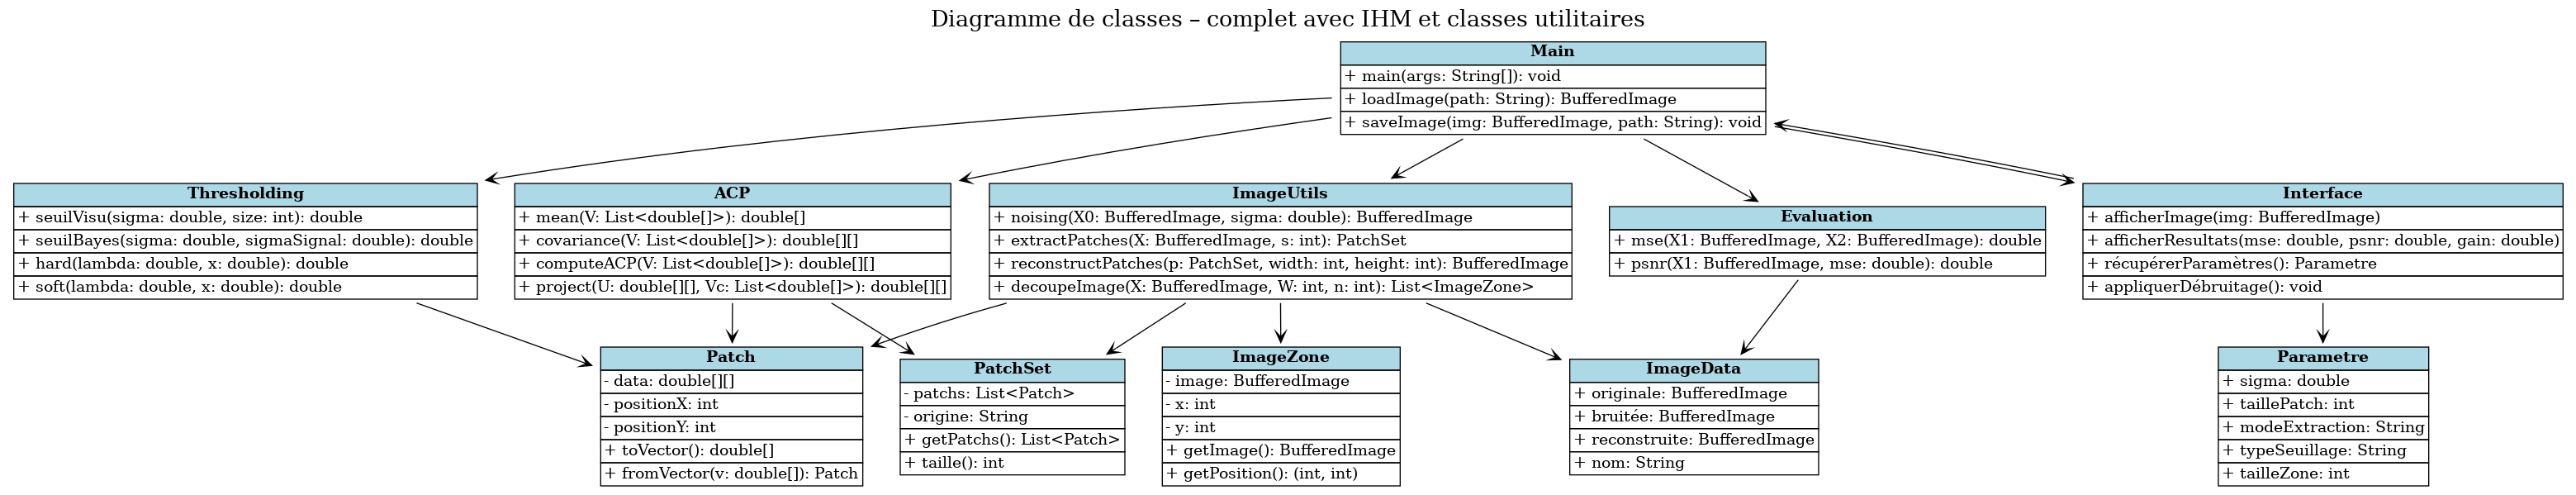 Diagramme de classes – complet avec IHM et classes utilitaires
Main
+ main(args: String[]): void
+ loadImage(path: String): BufferedImage
+ saveImage(img: BufferedImage, path: String): void
Thresholding
+ seuilVisu(sigma: double, size: int): double
+ seuilBayes(sigma: double, sigmaSignal: double): double
+ hard(lambda: double, x: double): double
+ soft(lambda: double, x: double): double
ACP
+ mean(V: List<double[]>): double[]
+ covariance(V: List<double[]>): double[][]
+ computeACP(V: List<double[]>): double[][]
+ project(U: double[][], Vc: List<double[]>): double[][]
ImageUtils
+ noising(X0: BufferedImage, sigma: double): BufferedImage
+ extractPatches(X: BufferedImage, s: int): PatchSet
+ reconstructPatches(p: PatchSet, width: int, height: int): BufferedImage
+ decoupeImage(X: BufferedImage, W: int, n: int): List<ImageZone>
Evaluation
+ mse(X1: BufferedImage, X2: BufferedImage): double
+ psnr(X1: BufferedImage, mse: double): double
Interface
+ afficherImage(img: BufferedImage)
+ afficherResultats(mse: double, psnr: double, gain: double)
+ récupérerParamètres(): Parametre
+ appliquerDébruitage(): void
Patch
- data: double[][]
- positionX: int
- positionY: int
+ toVector(): double[]
+ fromVector(v: double[]): Patch
PatchSet
- patchs: List<Patch>
- origine: String
+ getPatchs(): List<Patch>
+ taille(): int
ImageZone
- image: BufferedImage
- x: int
- y: int
+ getImage(): BufferedImage
+ getPosition(): (int, int)
ImageData
+ originale: BufferedImage
+ bruitée: BufferedImage
+ reconstruite: BufferedImage
+ nom: String
Parametre
+ sigma: double
+ taillePatch: int
+ modeExtraction: String
+ typeSeuillage: String
+ tailleZone: int